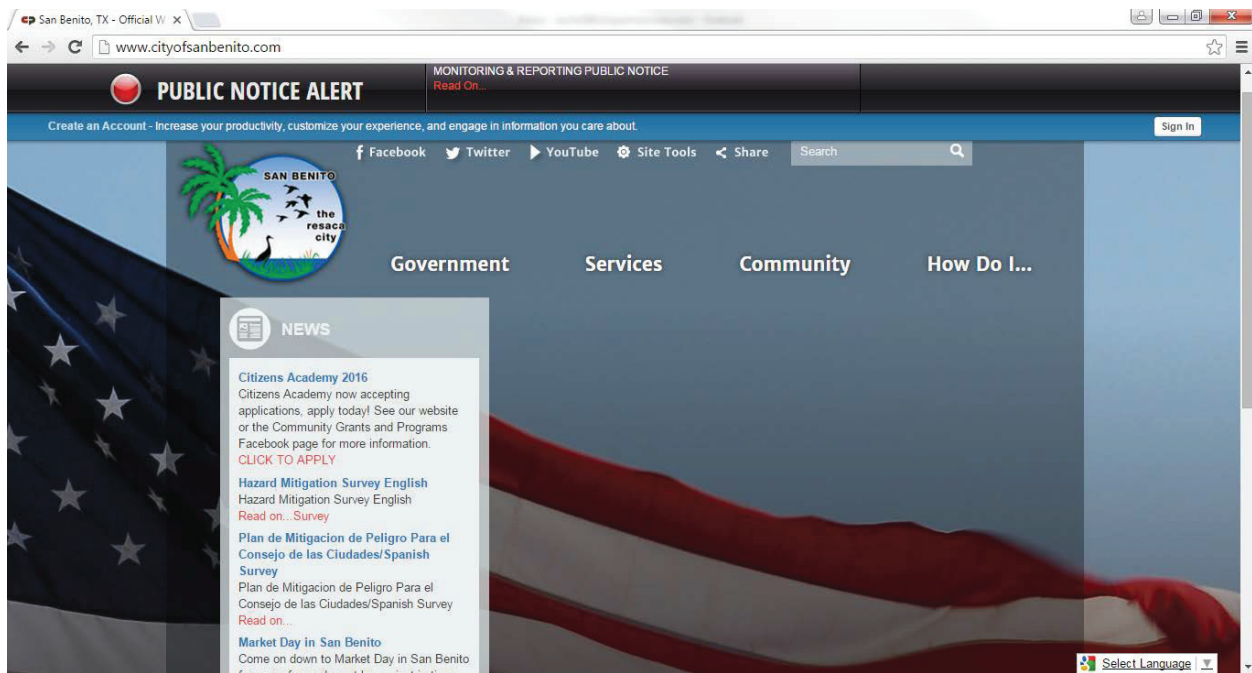 San Benito, TX - Official W
www.cityofsanbenito.com
PUBLIC NOTICE ALERT
MONITORING & REPORTING PUBLIC NOTICE
Read On...
Create an Account - Increase your productivity, customize your experience, and engage in information you care about.
Sign In
Facebook Twitter YouTube Site Tools Share Search
SAN BENITO
the
resaca
city
Government Services Community How Do I...
NEWS
Citizens Academy 2016
Citizens Academy now accepting
applications, apply today! See our website
or the Community Grants and Programs
Facebook page for more information.
CLICK TO APPLY
Hazard Mitigation Survey English
Hazard Mitigation Survey English
Read on...Survey
Plan de Mitigacion de Peligro Para el
Consejo de las Ciudades/Spanish
Survey
Plan de Mitigacion de Peligro Para el
Consejo de las Ciudades/Spanish Survey
Read on...
Market Day in San Benito
Come on down to Market Day in San Benito
Select Language